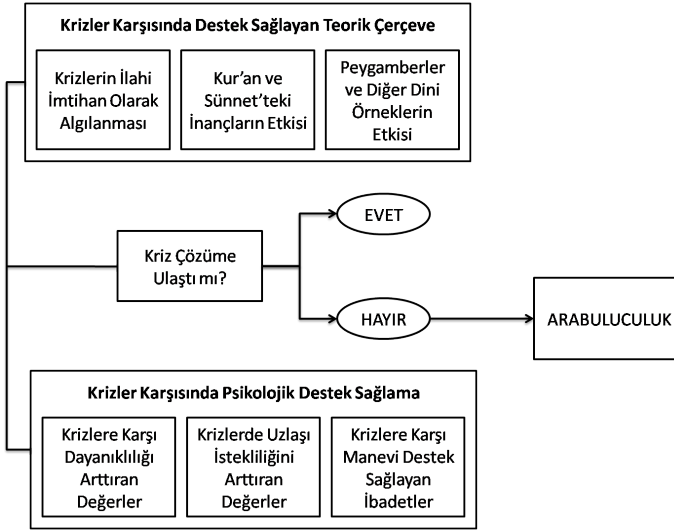 Krizler Karşısında Destek Sağlayan Teorik Çerçeve
Krizlerin İlahi
İmtihan Olarak
Algılanması
Kur'an ve
Sünnet'teki
İnançların Etkisi
Peygamberler
ve Diğer Dini
Örneklerin
Etkisi
EVET
Kriz Çözüme
Ulaştı mı?
HAYIR
ARABULUCULUK
Krizler Karşısında Psikolojik Destek Sağlama
Krizlere Karşı
Dayanıklılığı
Arttıran
Değerler
Krizlerde Uzlaşı
İstekliliğini
Arttıran
Değerler
Krizlere Karşı
Manevi Destek
Sağlayan
İbadetler